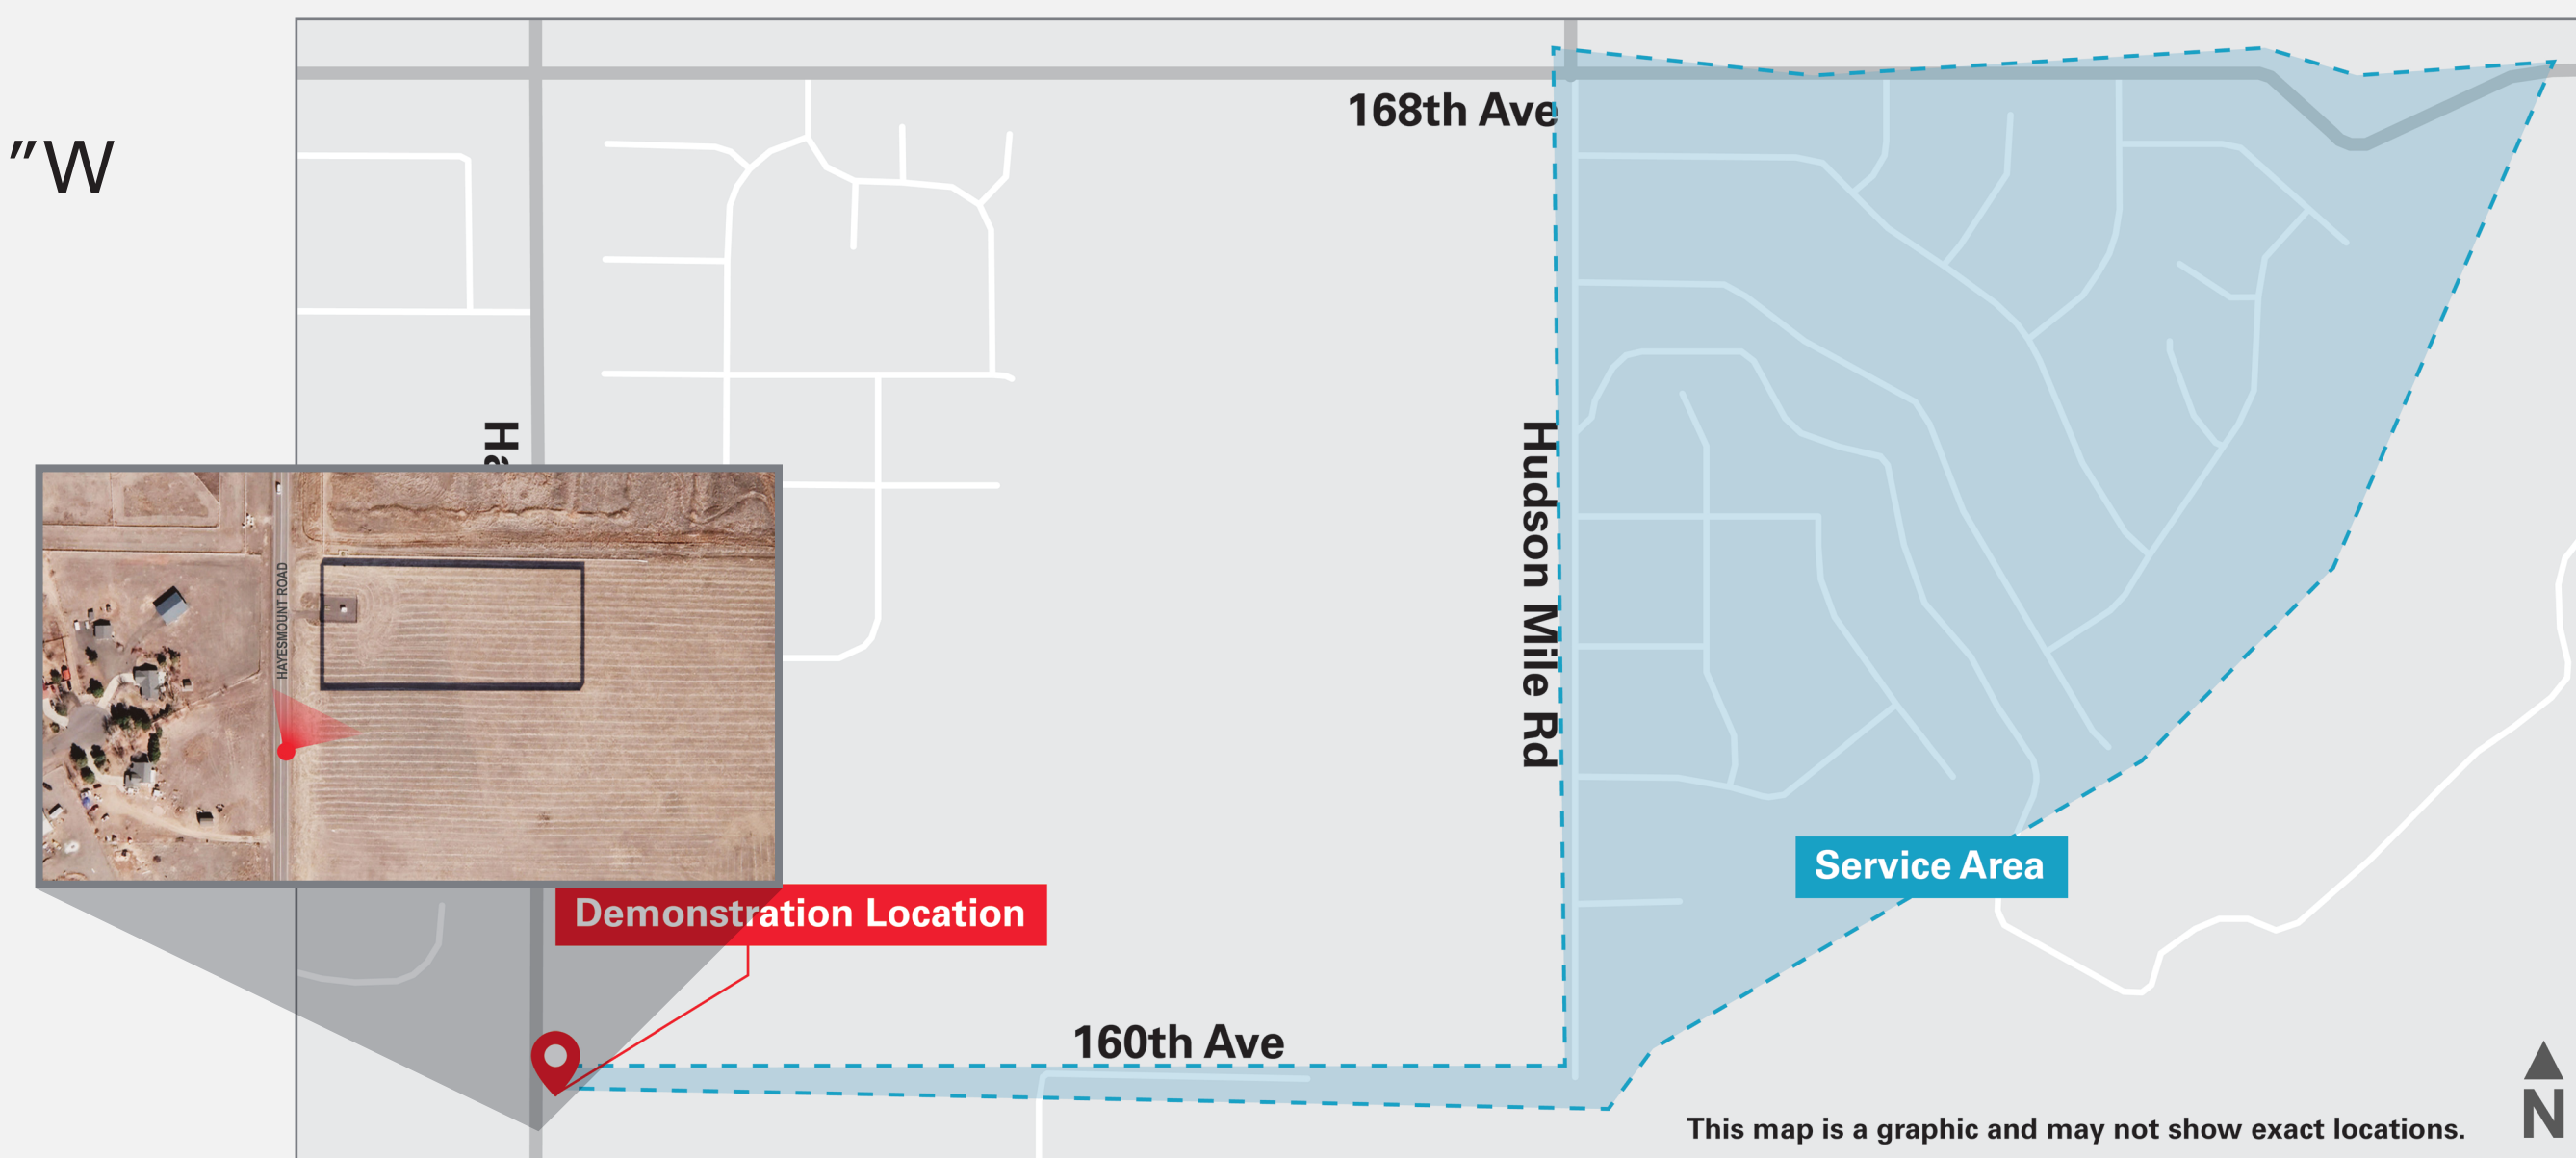 168th Ave
″W
Ha
Hudson Mile Rd
HAYESMOUNT ROAD
Service Area
Demonstration Location
160th Ave
This map is a graphic and may not show exact locations.
N